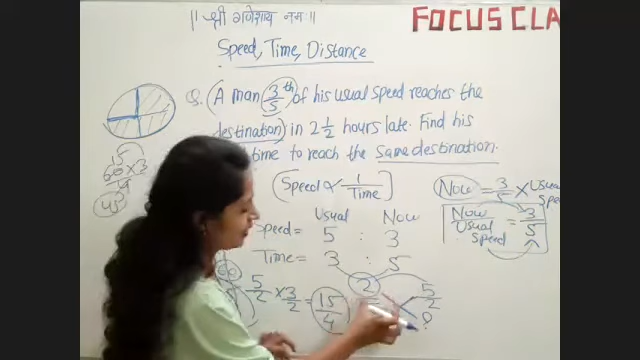 || श्री गणेशाय नमः ||
FOCUS CLA
Speed, Time, Distance
Q. (A man 3/5 th of his usual speed reaches the
destination) in 2 1/2 hours late. Find his
time to reach the same destination.
[Speed ∝ 1/Time]
Usual Now
Speed = 5 : 3
Time = 3 : 5
2
5/2 × 3/2 = 15/4
5/2
?
15
60 × 3
4
45
Now = 3/5 × Usual
Now/Usual Speed = 3/5